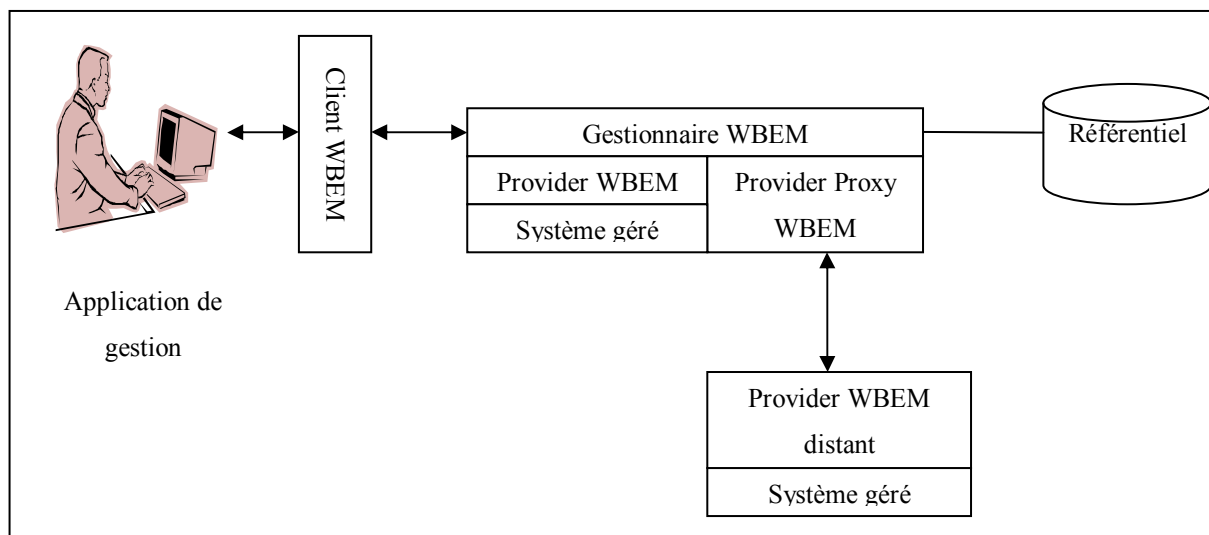 Client WBEM
Gestionnaire WBEM
Référentiel
Provider WBEM
Provider Proxy
WBEM
Système géré
Application de
gestion
Provider WBEM
distant
Système géré